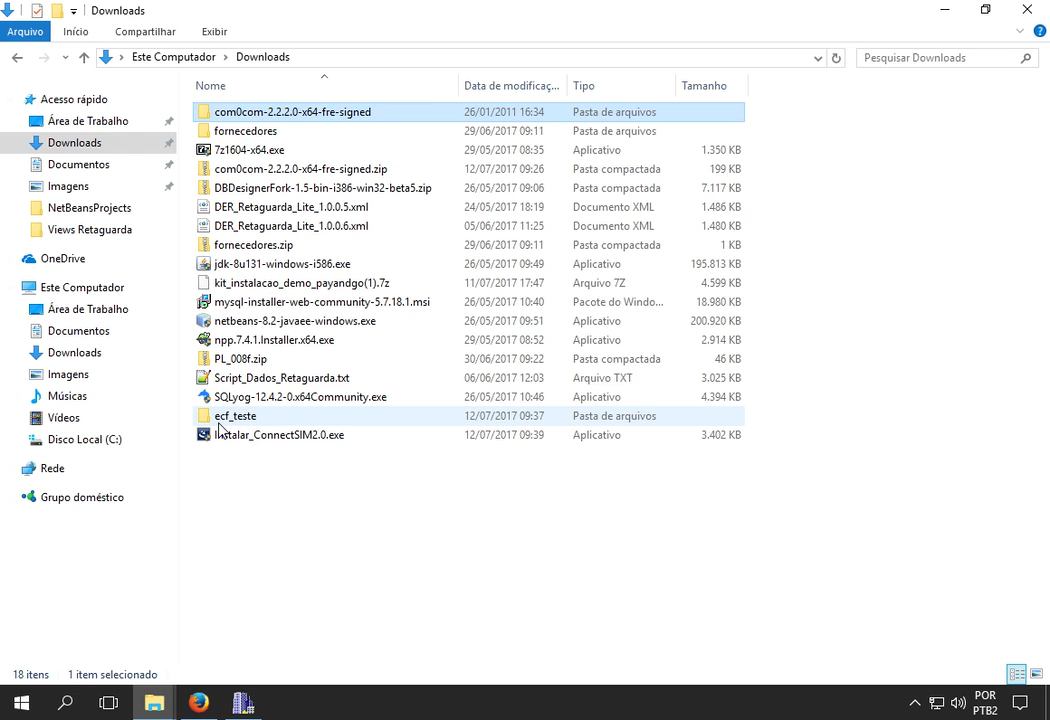 Downloads
Arquivo Início Compartilhar Exibir
Este Computador > Downloads Pesquisar Downloads
Nome Data de modificaç... Tipo Tamanho
Acesso rápido
Área de Trabalho
Downloads
Documentos
Imagens
NetBeansProjects
Views Retaguarda
OneDrive
Este Computador
Área de Trabalho
Documentos
Downloads
Imagens
Músicas
Vídeos
Disco Local (C:)
Rede
Grupo doméstico
com0com-2.2.2.0-x64-fre-signed 26/01/2011 16:34 Pasta de arquivos
fornecedores 29/06/2017 09:11 Pasta de arquivos
7z1604-x64.exe 29/05/2017 08:35 Aplicativo 1.350 KB
com0com-2.2.2.0-x64-fre-signed.zip 12/07/2017 09:26 Pasta compactada 199 KB
DBDesignerFork-1.5-bin-i386-win32-beta5.zip 26/05/2017 09:06 Pasta compactada 7.117 KB
DER_Retaguarda_Lite_1.0.0.5.xml 24/05/2017 18:19 Documento XML 1.486 KB
DER_Retaguarda_Lite_1.0.0.6.xml 05/06/2017 11:25 Documento XML 1.480 KB
fornecedores.zip 29/06/2017 09:11 Pasta compactada 1 KB
jdk-8u131-windows-i586.exe 26/05/2017 09:49 Aplicativo 195.813 KB
kit_instalacao_demo_payandgo(1).7z 11/07/2017 17:47 Arquivo 7Z 4.599 KB
mysql-installer-web-community-5.7.18.1.msi 26/05/2017 10:40 Pacote do Windo... 18.980 KB
netbeans-8.2-javaee-windows.exe 26/05/2017 09:51 Aplicativo 200.920 KB
npp.7.4.1.Installer.x64.exe 29/05/2017 08:52 Aplicativo 2.914 KB
PL_008f.zip 30/06/2017 09:22 Pasta compactada 46 KB
Script_Dados_Retaguarda.txt 06/06/2017 12:03 Arquivo TXT 3.025 KB
SQLyog-12.4.2-0.x64Community.exe 26/05/2017 10:46 Aplicativo 4.394 KB
ecf_teste 12/07/2017 09:37 Pasta de arquivos
Instalar_ConnectSIM2.0.exe 12/07/2017 09:39 Aplicativo 3.402 KB
18 itens 1 item selecionado
POR
PTB2